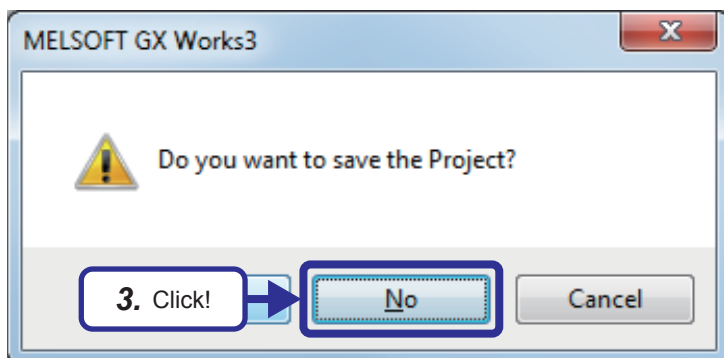 MELSOFT GX Works3
Do you want to save the Project?
3. Click!
No
Cancel